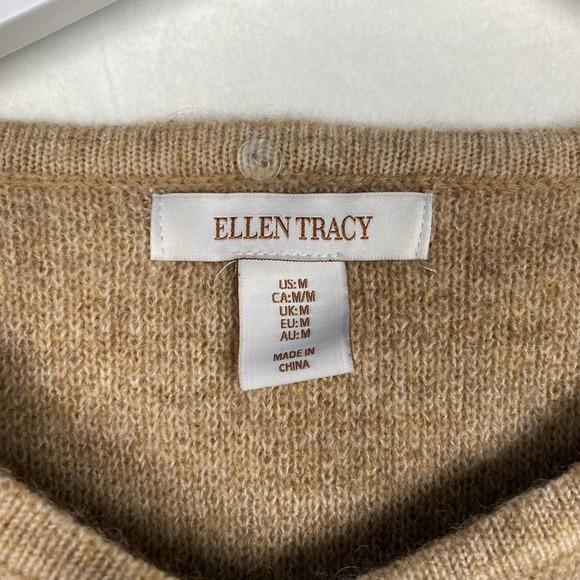 ELLEN TRACY
US:M
CA:M/M
UK:M
EU:M
AU:M
MADE IN
CHINA